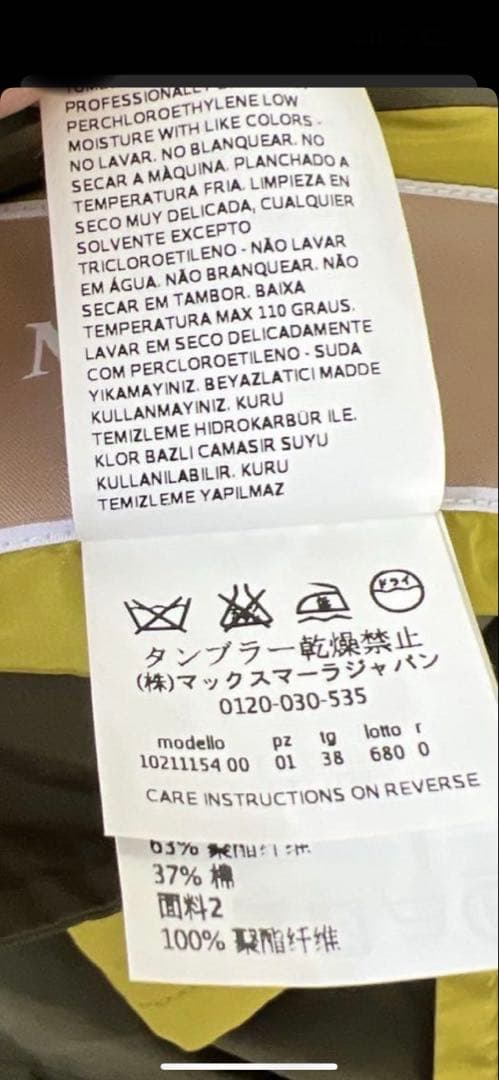 PROFESSIONALLY
PERCHLOROETHYLENE LOW
MOISTURE WITH LIKE COLORS -
NO LAVAR. NO BLANQUEAR. NO
SECAR A MÀQUINA. PLANCHADO A
TEMPERATURA FRIA. LIMPIEZA EN
SECO MUY DELICADA, CUALQUIER
SOLVENTE EXCEPTO
TRICLOROETILENO - NÃO LAVAR
EM ÁGUA. NÃO BRANQUEAR. NÃO
SECAR EM TAMBOR. BAIXA
TEMPERATURA MAX 110 GRAUS.
LAVAR EM SECO DELICADAMENTE
COM PERCLOROETILENO - SUDA
YIKAMAYINIZ. BEYAZLATICI MADDE
KULLANMAYINIZ. KURU
TEMIZLEME HIDROKARBÜR ILE.
KLOR BAZLI CAMASIR SUYU
KULLANILABILIR. KURU
TEMIZLEME YAPILMAZ
ドライ
タンブラー乾燥禁止
(株)マックスマーラジャパン
0120-030-535
modello pz tg lotto r
10211154 00 01 38 680 0
CARE INSTRUCTIONS ON REVERSE
63%
37% 棉
面料2
100% 聚酯纤维